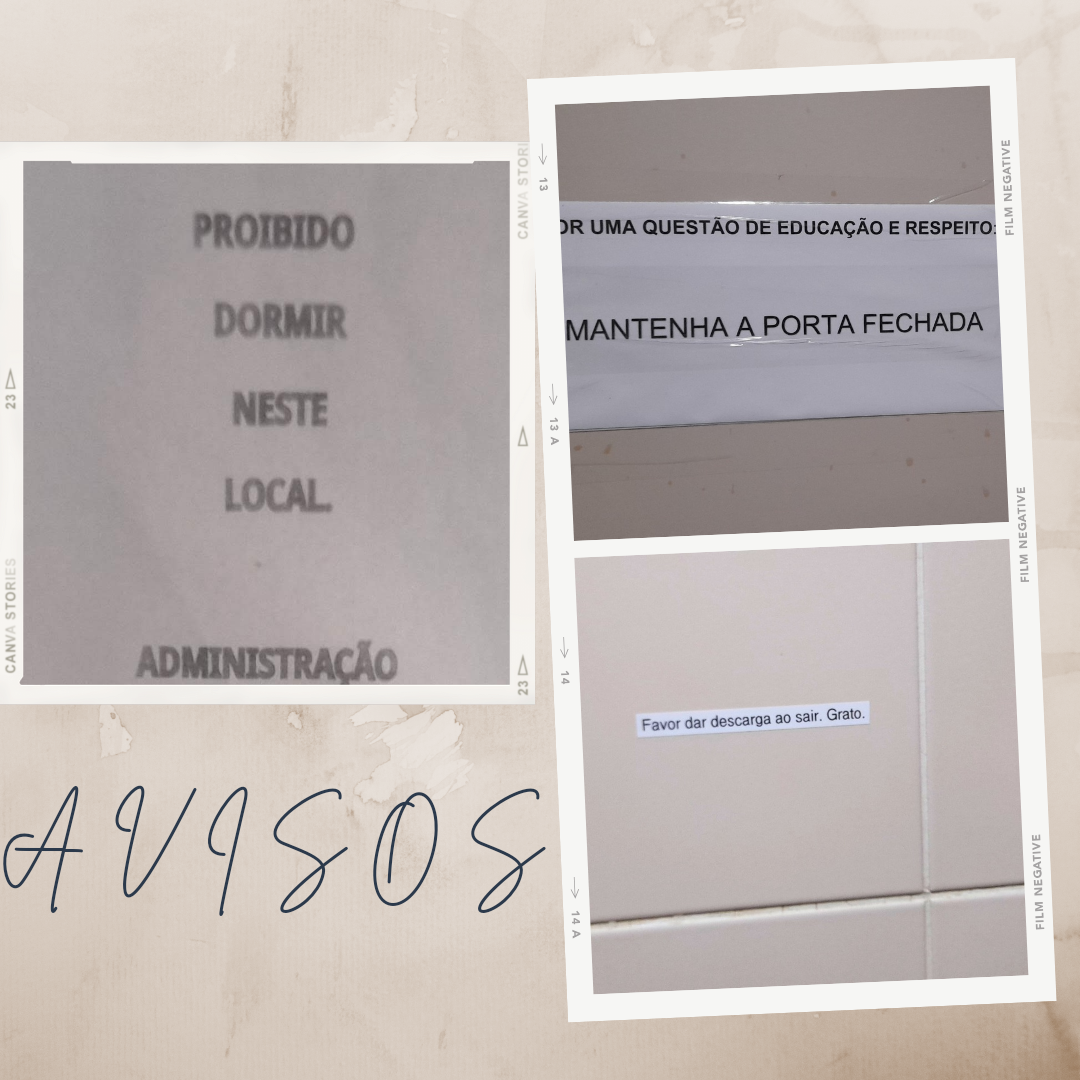 PROIBIDO
DORMIR
NESTE
LOCAL.
ADMINISTRAÇÃO
AVISOS
OR UMA QUESTÃO DE EDUCAÇÃO E RESPEITO:
MANTENHA A PORTA FECHADA
Favor dar descarga ao sair. Grato.
CANVA STORIES
23
CANVA STORI
23
13
13 A
14
14 A
FILM NEGATIVE
FILM NEGATIVE
FILM NEGATIVE